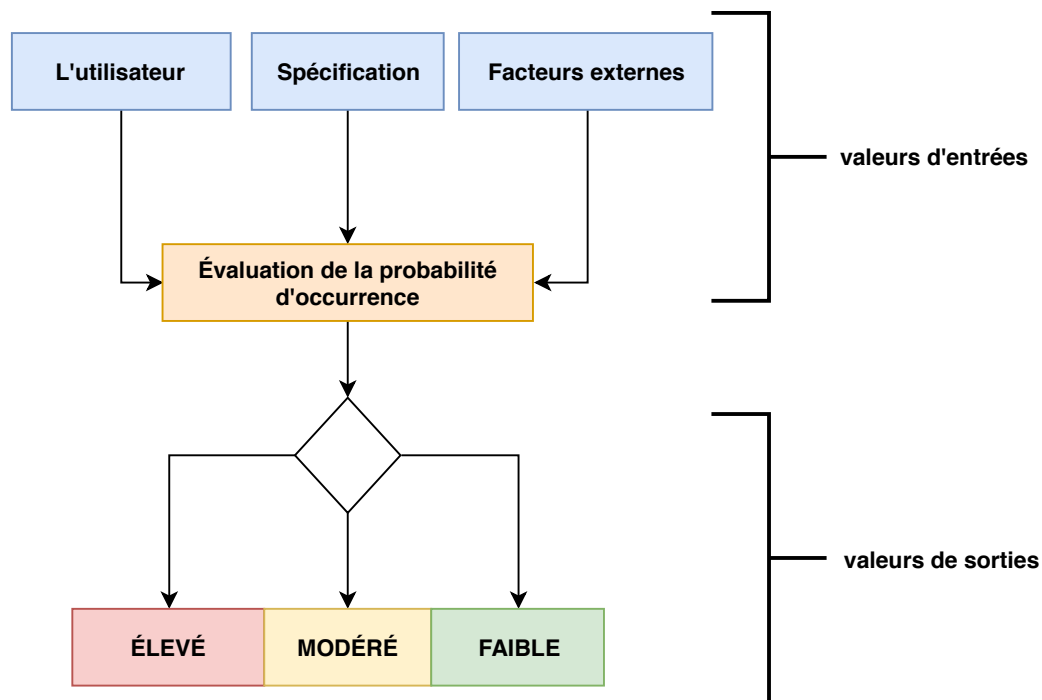 L'utilisateur
Spécification
Facteurs externes
valeurs d'entrées
Évaluation de la probabilité
d'occurrence
valeurs de sorties
ÉLEVÉ
MODÉRÉ
FAIBLE